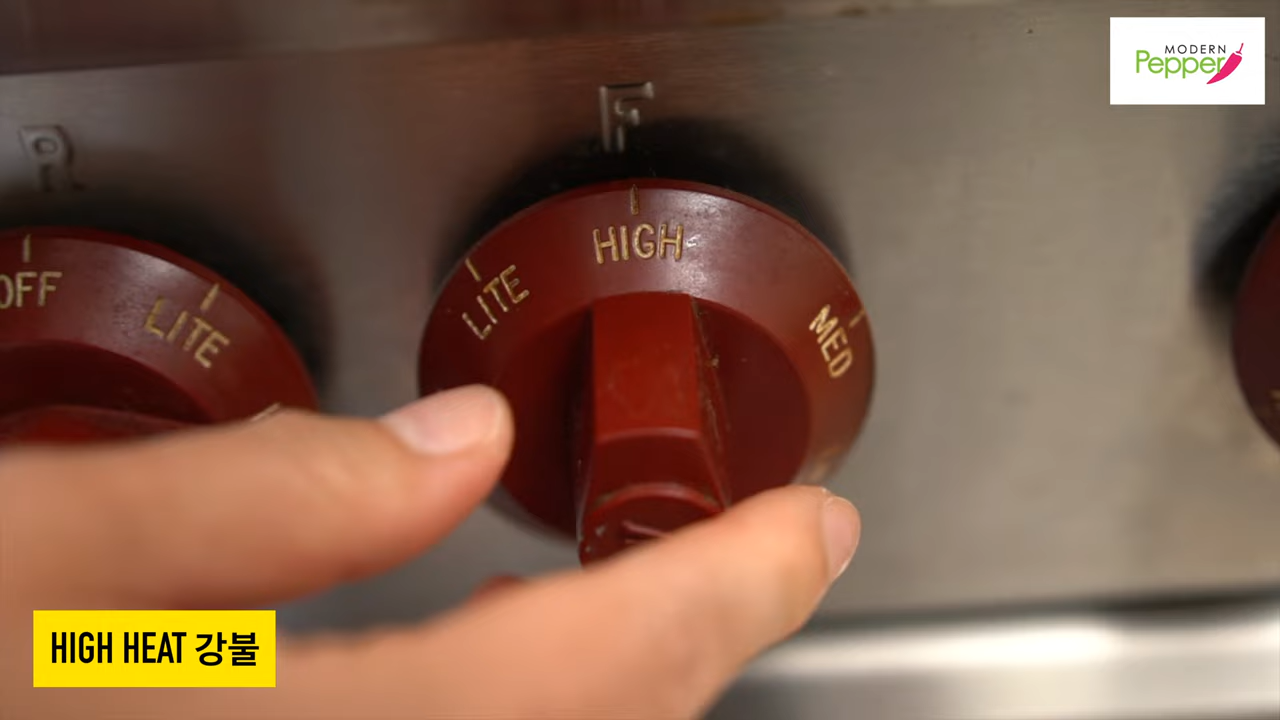 MODERN
Pepper
F
R
OFF
LITE
LITE
HIGH
MED
HIGH HEAT 강불